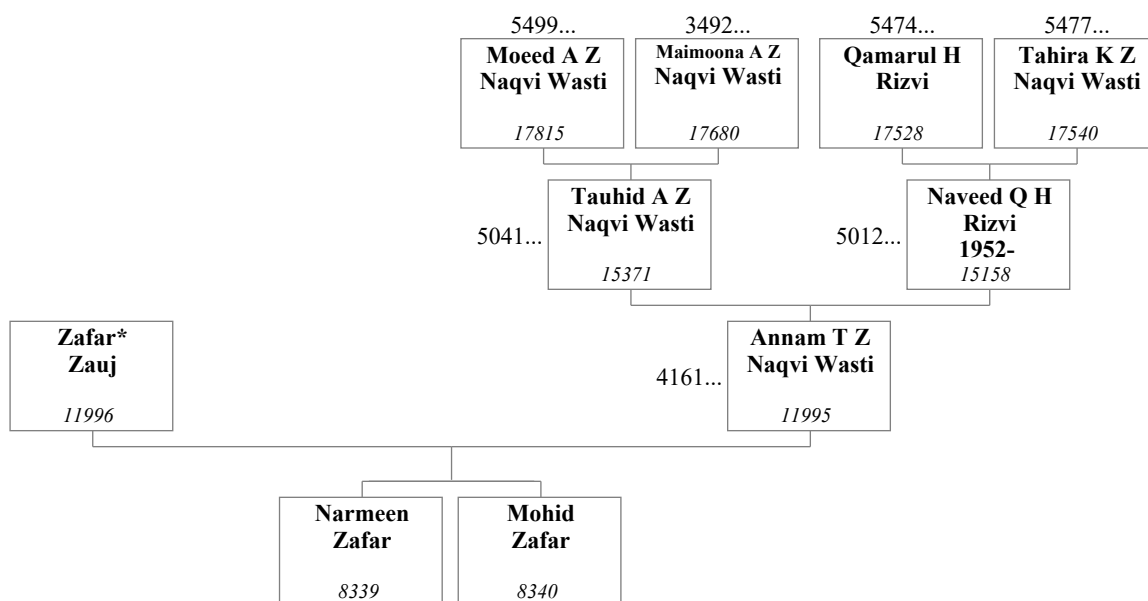 5499...
3492...
5474...
5477...
Moeed A Z
Naqvi Wasti
17815
Maimoona A Z
Naqvi Wasti
17680
Qamarul H
Rizvi
17528
Tahira K Z
Naqvi Wasti
17540
5041...
Tauhid A Z
Naqvi Wasti
15371
5012...
Naveed Q H
Rizvi
1952-
15158
Zafar*
Zauj
11996
4161...
Annam T Z
Naqvi Wasti
11995
Narmeen
Zafar
8339
Mohid
Zafar
8340